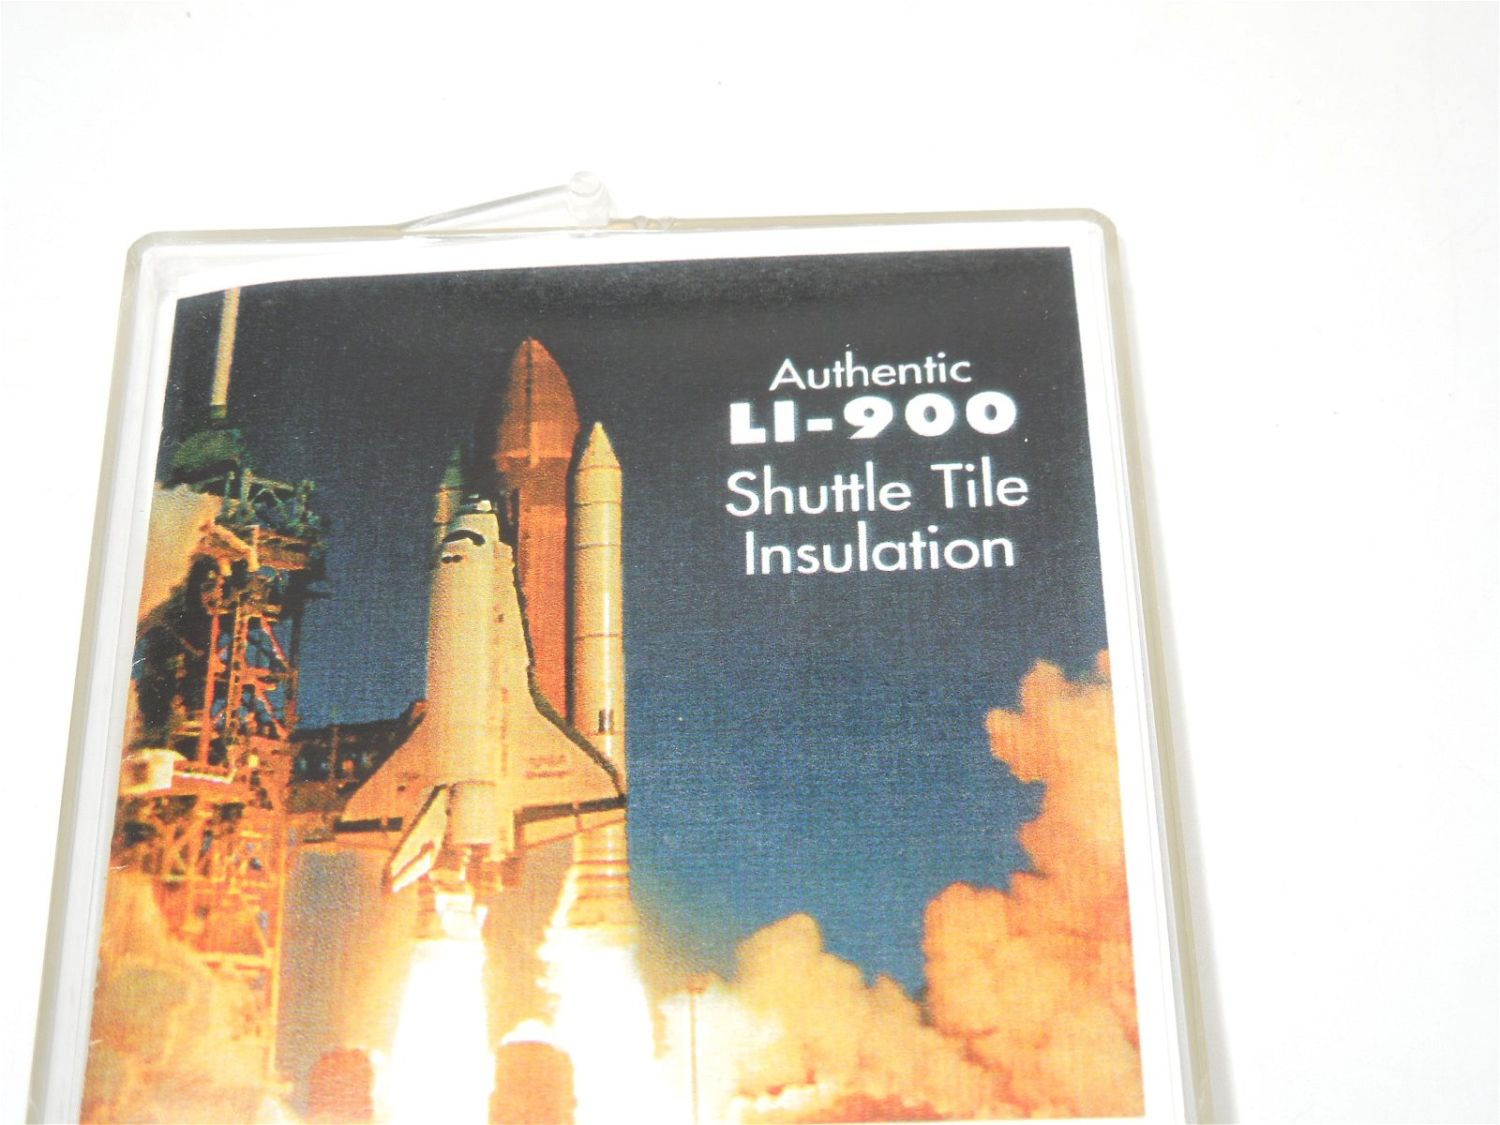 Authentic
LI-900
Shuttle Tile
Insulation